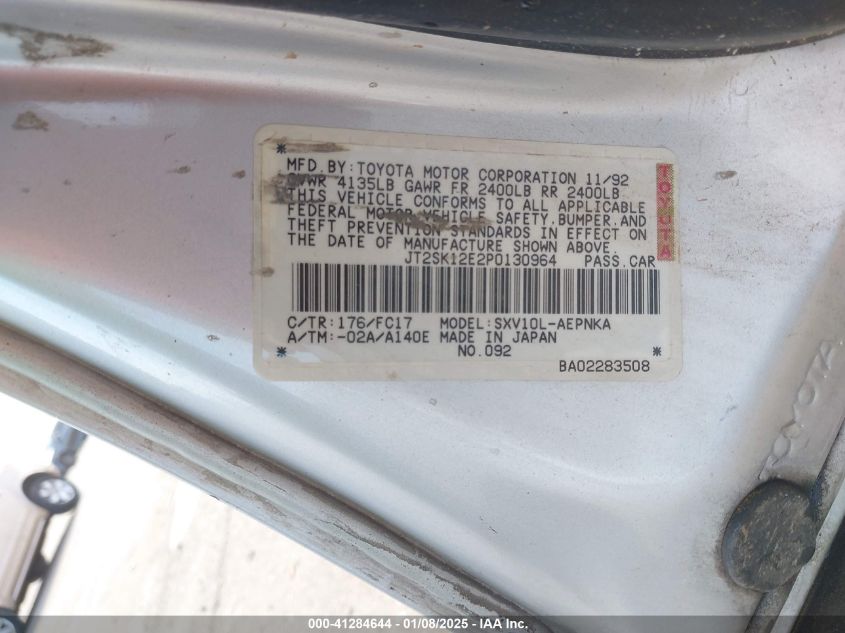 MFD.BY:TOYOTA MOTOR CORPORATION 11/92
GVWR 4135LB GAWR FR 2400LB RR 2400LB
THIS VEHICLE CONFORMS TO ALL APPLICABLE
FEDERAL MOTOR VEHICLE SAFETY,BUMPER,AND
THEFT PREVENTION STANDARDS IN EFFECT ON
THE DATE OF MANUFACTURE SHOWN ABOVE.
JT2SK12E2P0130964 PASS.CAR
TOYOTA
C/TR:176/FC17 MODEL:SXV10L-AEPNKA
A/TM:-02A/A140E MADE IN JAPAN
NO.092
BA02283508
TOYOTA
000-41284644 | 01/08/2025 | IAA, Inc.